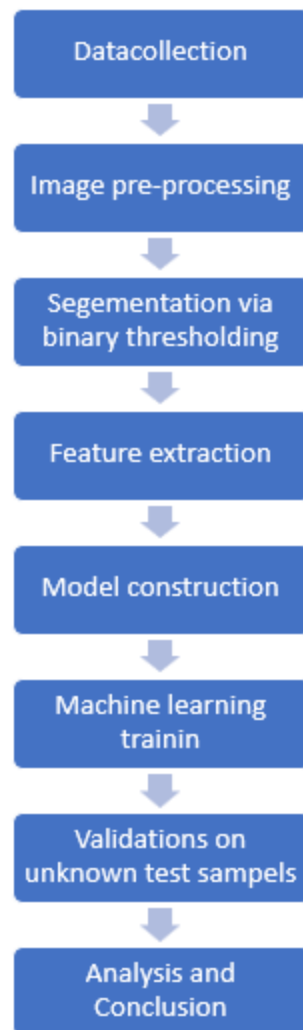 Datacollection
Image pre-processing
Segementation via
binary thresholding
Feature extraction
Model construction
Machine learning
trainin
Validations on
unknown test sampels
Analysis and
Conclusion